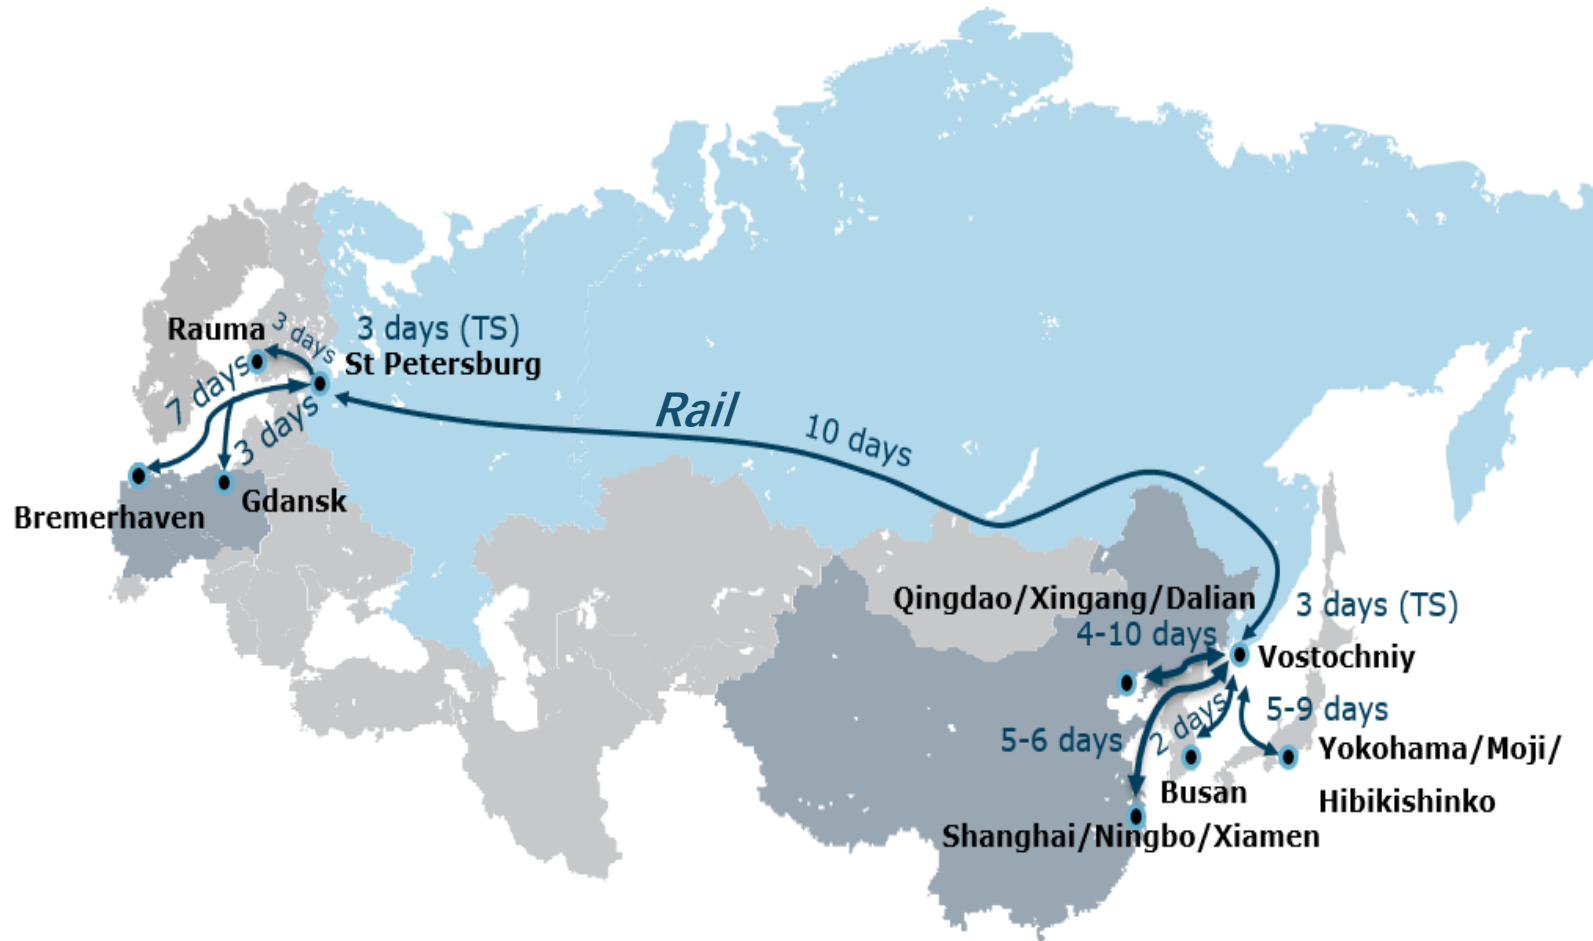 Rauma
3 days
3 days (TS)
St Petersburg
7 days
3 days
Rail
10 days
Gdansk
Bremerhaven
Qingdao/Xingang/Dalian
4-10 days
3 days (TS)
Vostochniy
5-6 days
2 days
5-9 days
Yokohama/Moji/
Hibikishinko
Busan
Shanghai/Ningbo/Xiamen